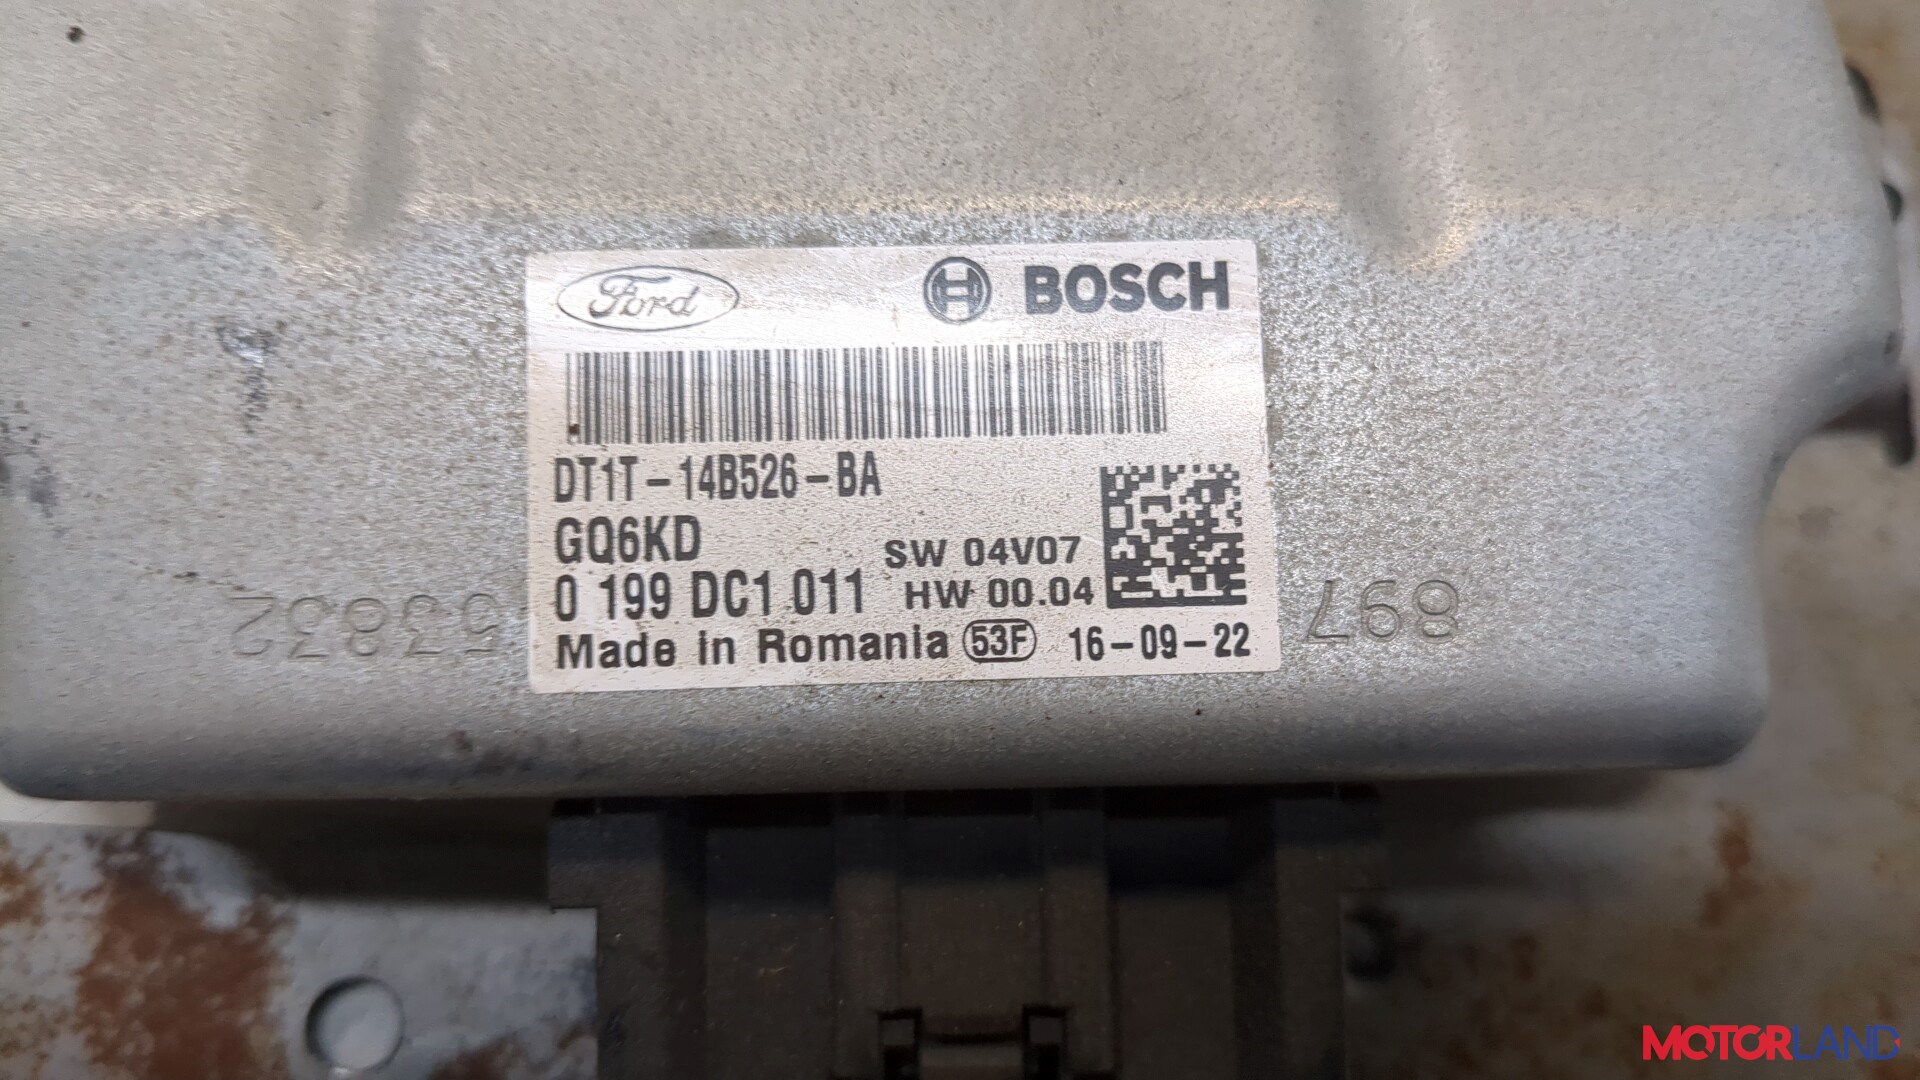 Ford BOSCH
DT1T-14B526-BA
GQ6KD
SW 04V07
0 199 DC1 011 HW 00.04
Made in Romania 53F 16-09-22
53832
897
MOTORLAND